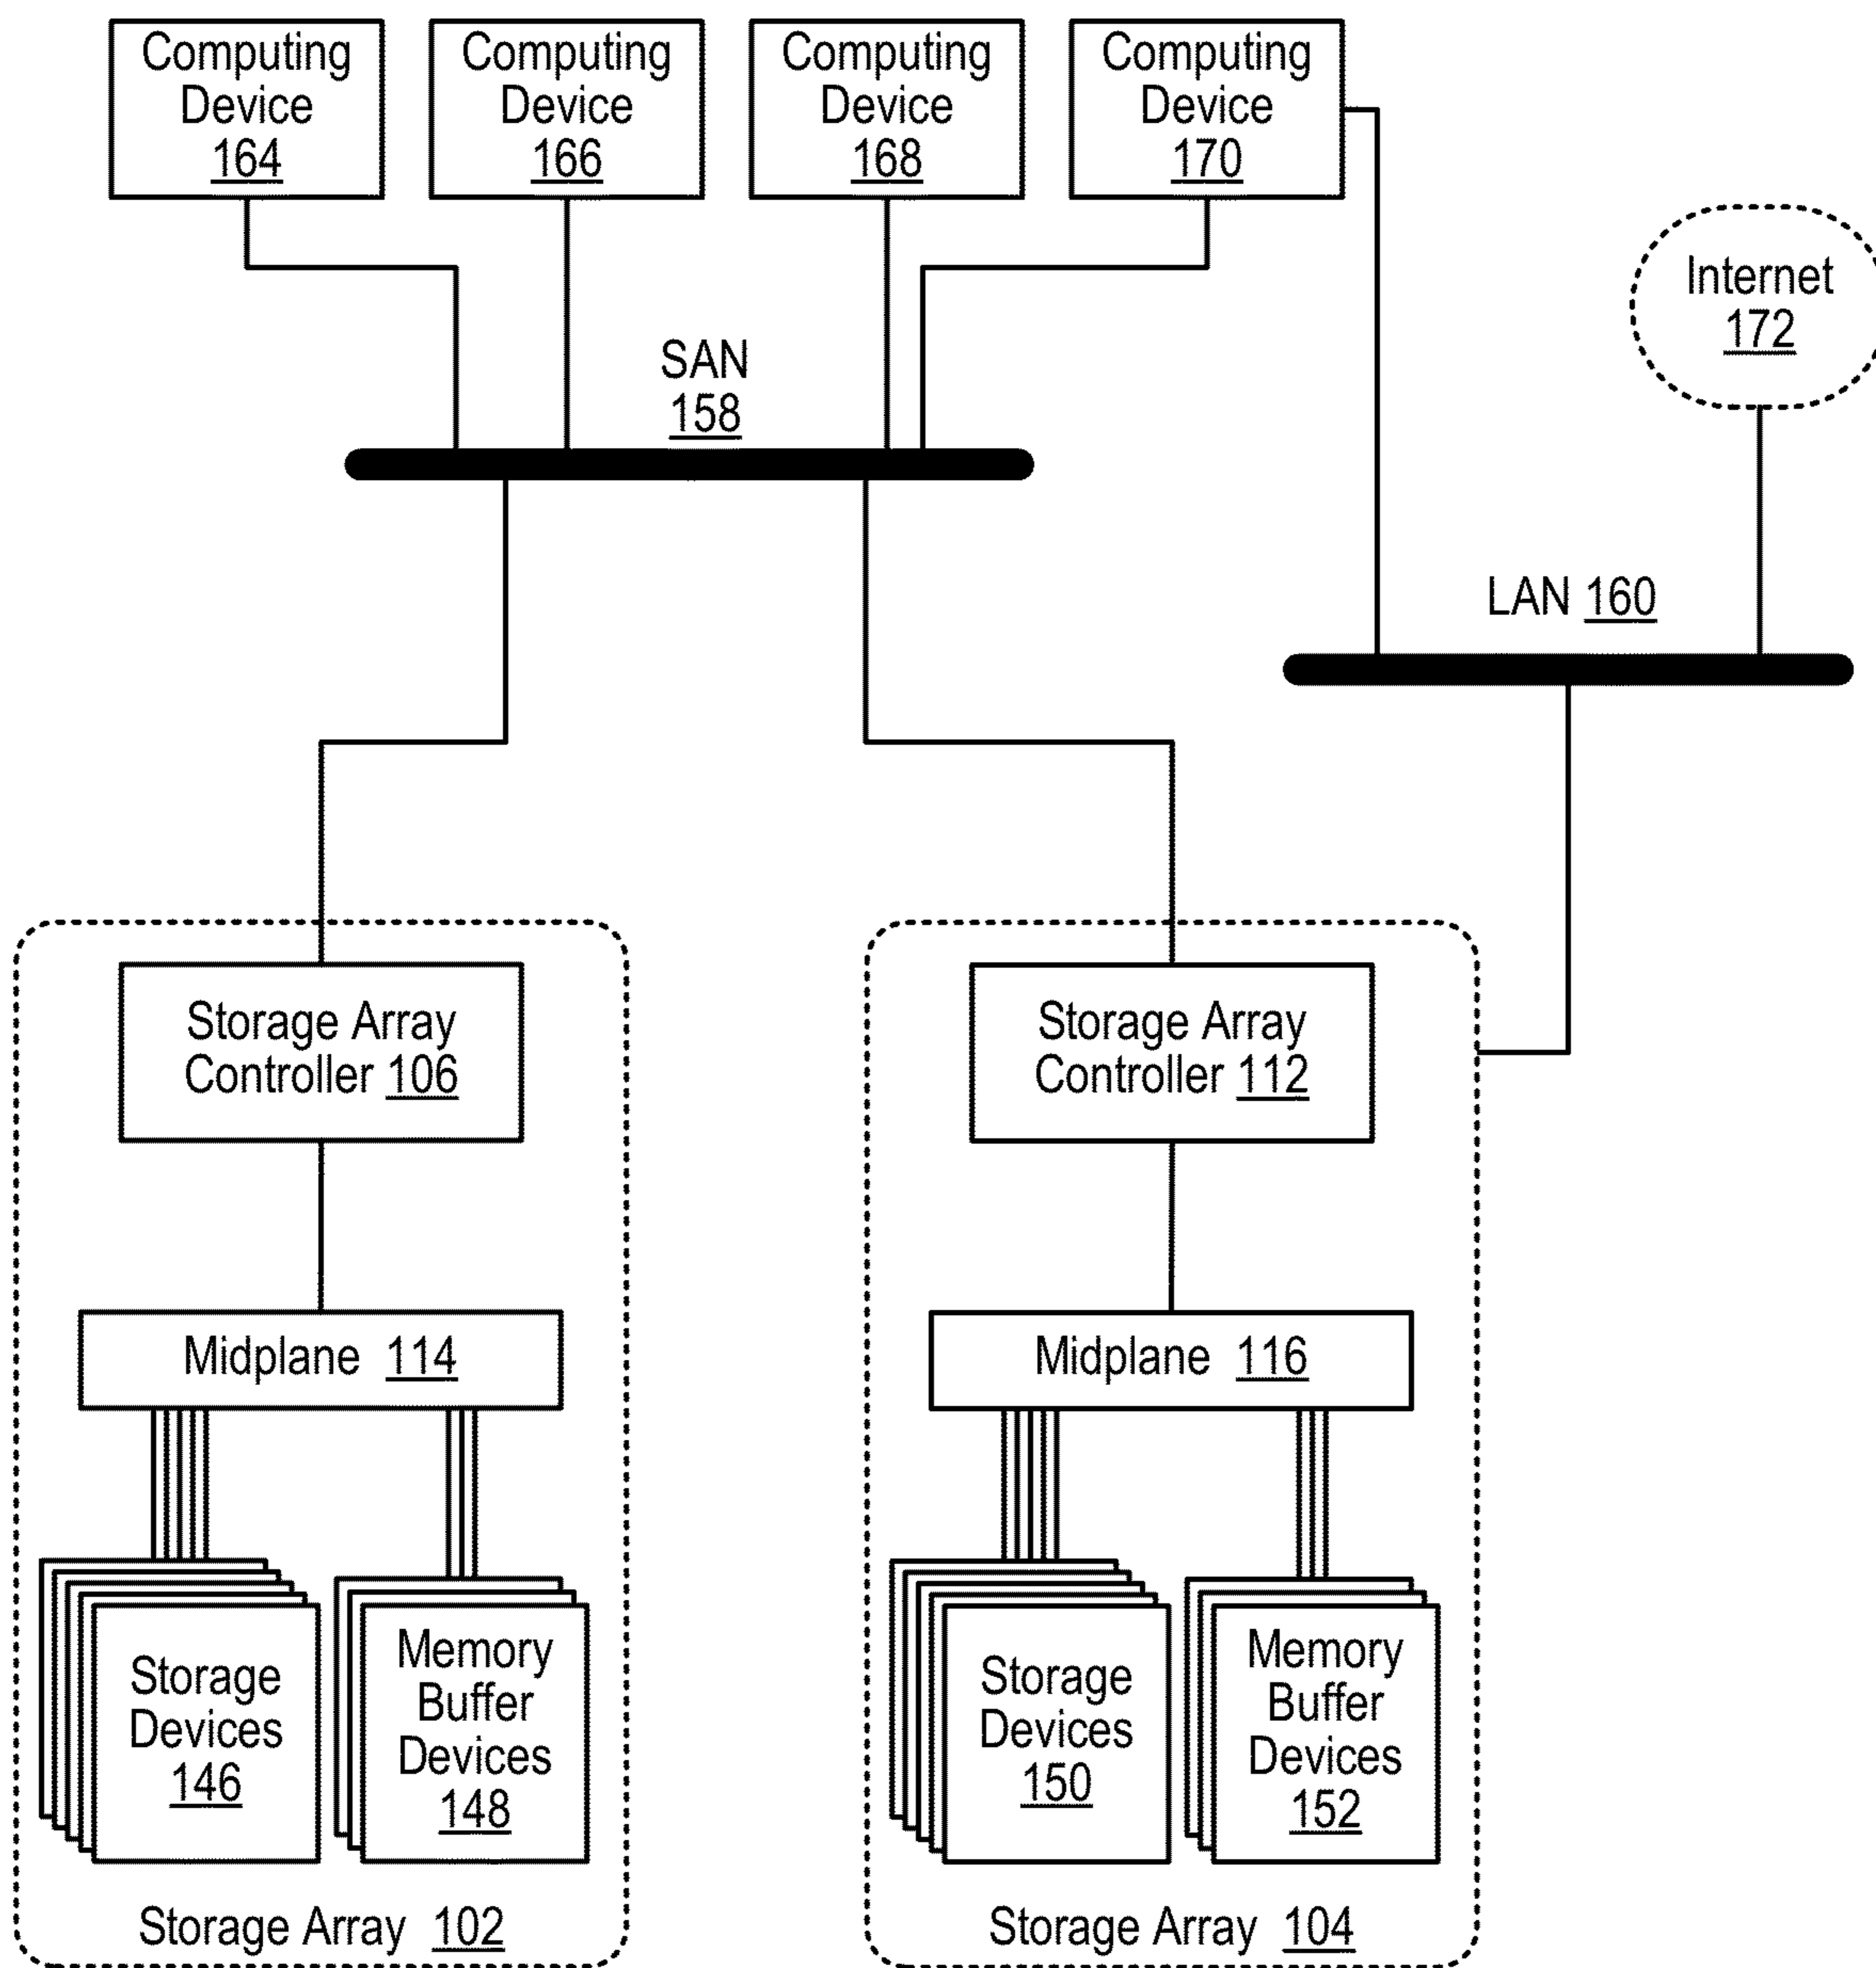 Computing
Device
164
Computing
Device
166
Computing
Device
168
Computing
Device
170
Internet
172
SAN
158
LAN 160
Storage Array
Controller 106
Storage Array
Controller 112
Midplane 114
Midplane 116
Storage
Devices
146
Memory
Buffer
Devices
148
Storage
Devices
150
Memory
Buffer
Devices
152
Storage Array 102
Storage Array 104